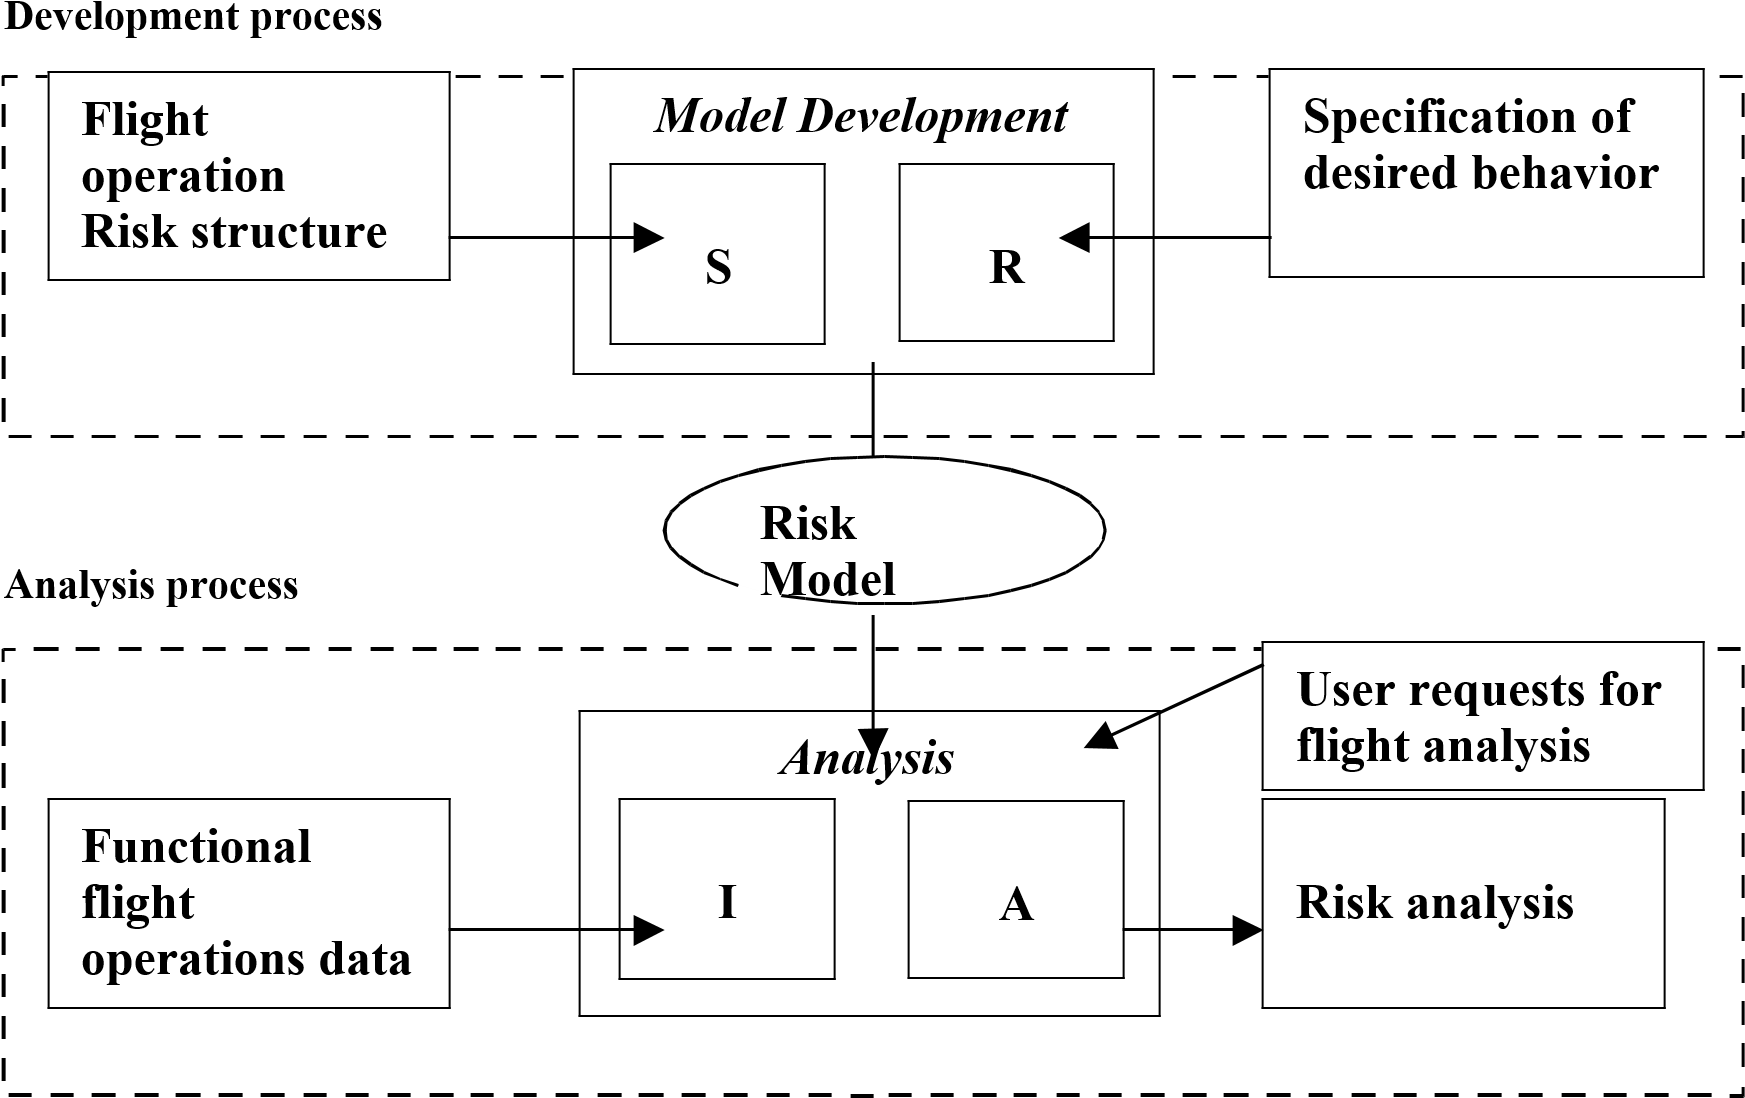 Development process
Flight
operation
Risk structure
Model Development
S
R
Specification of
desired behavior
Risk
Model
Analysis process
User requests for
flight analysis
Analysis
Functional
flight
operations data
I
A
Risk analysis